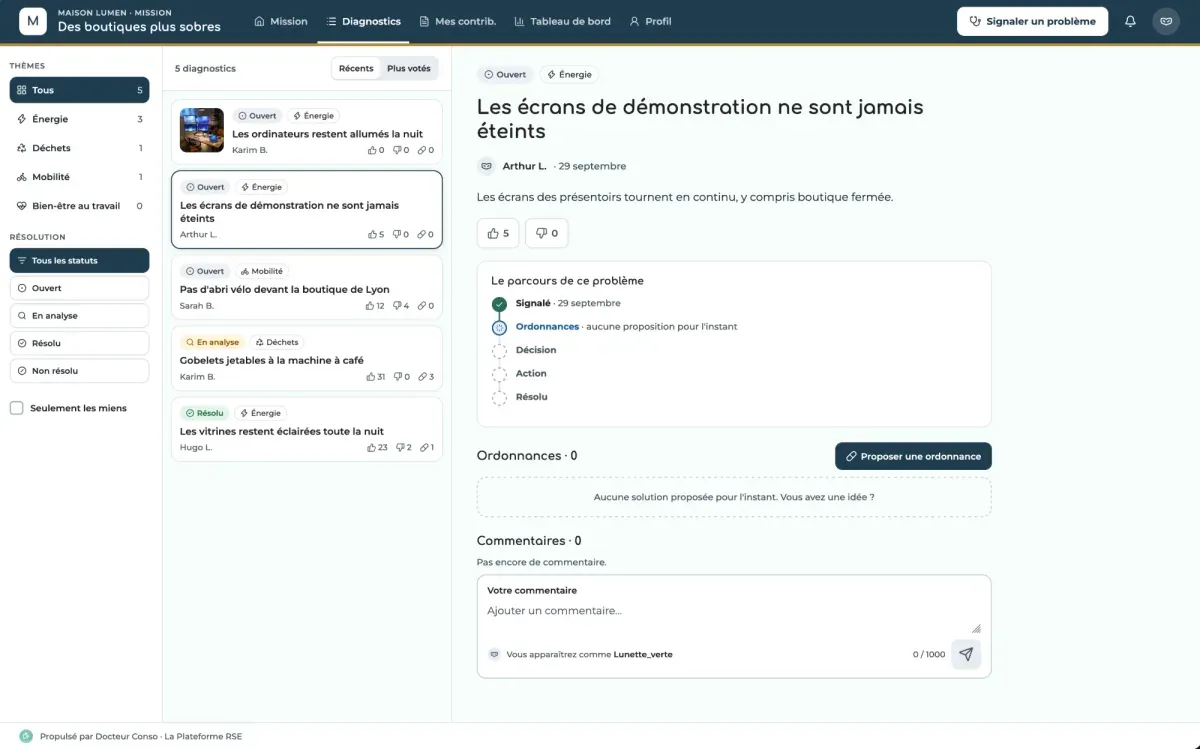 M
MAISON LUMEN · MISSION
Des boutiques plus sobres
Mission
Diagnostics
Mes contrib.
Tableau de bord
Profil
Signaler un problème
THÈMES
Tous 5
Énergie 3
Déchets 1
Mobilité 1
Bien-être au travail 0
RÉSOLUTION
Tous les statuts
Ouvert
En analyse
Résolu
Non résolu
Seulement les miens
5 diagnostics
Récents
Plus votés
Ouvert Énergie
Les ordinateurs restent allumés la nuit
Karim B. 0 0 0
Ouvert Énergie
Les écrans de démonstration ne sont jamais
éteints
Arthur L. 5 0 0
Ouvert Mobilité
Pas d'abri vélo devant la boutique de Lyon
Sarah B. 12 4 0
En analyse Déchets
Gobelets jetables à la machine à café
Karim B. 31 0 3
Résolu Énergie
Les vitrines restent éclairées toute la nuit
Hugo L. 23 2 1
Ouvert Énergie
Les écrans de démonstration ne sont jamais
éteints
Arthur L. · 29 septembre
Les écrans des présentoirs tournent en continu, y compris boutique fermée.
5 0
Le parcours de ce problème
Signalé · 29 septembre
Ordonnances · aucune proposition pour l'instant
Décision
Action
Résolu
Ordonnances · 0
Proposer une ordonnance
Aucune solution proposée pour l'instant. Vous avez une idée ?
Commentaires · 0
Pas encore de commentaire.
Votre commentaire
Ajouter un commentaire...
Vous apparaîtrez comme Lunette_verte
0 / 1000
Propulsé par Docteur Conso · La Plateforme RSE